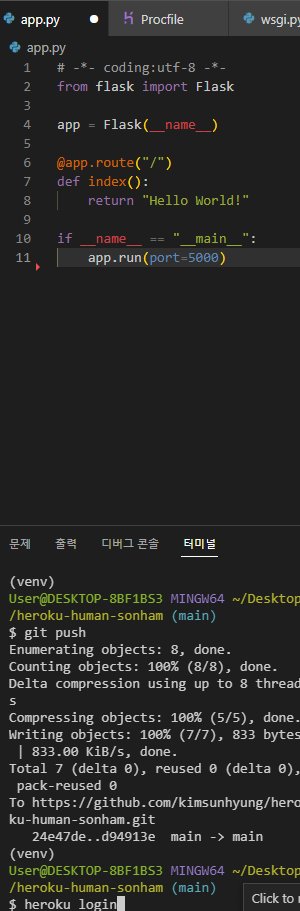 app.py
Procfile
wsgi.py
app.py
1 # -*- coding:utf-8 -*-
2 from flask import Flask
3
4 app = Flask(__name__)
5
6 @app.route("/")
7 def index():
8 return "Hello World!"
9
10 if __name__ == "__main__":
11 app.run(port=5000)
문제 출력 디버그 콘솔 터미널
(venv)
User@DESKTOP-8BF1BS3 MINGW64 ~/Desktop
/heroku-human-sonham (main)
$ git push
Enumerating objects: 8, done.
Counting objects: 100% (8/8), done.
Delta compression using up to 8 thread
s
Compressing objects: 100% (5/5), done.
Writing objects: 100% (7/7), 833 bytes
| 833.00 KiB/s, done.
Total 7 (delta 0), reused 0 (delta 0),
pack-reused 0
To https://github.com/kimsunhyung/hero
ku-human-sonham.git
24e47de..d94913e main -> main
(venv)
User@DESKTOP-8BF1BS3 MINGW64 ~/Desktop
/heroku-human-sonham (main)
$ heroku login
Click to